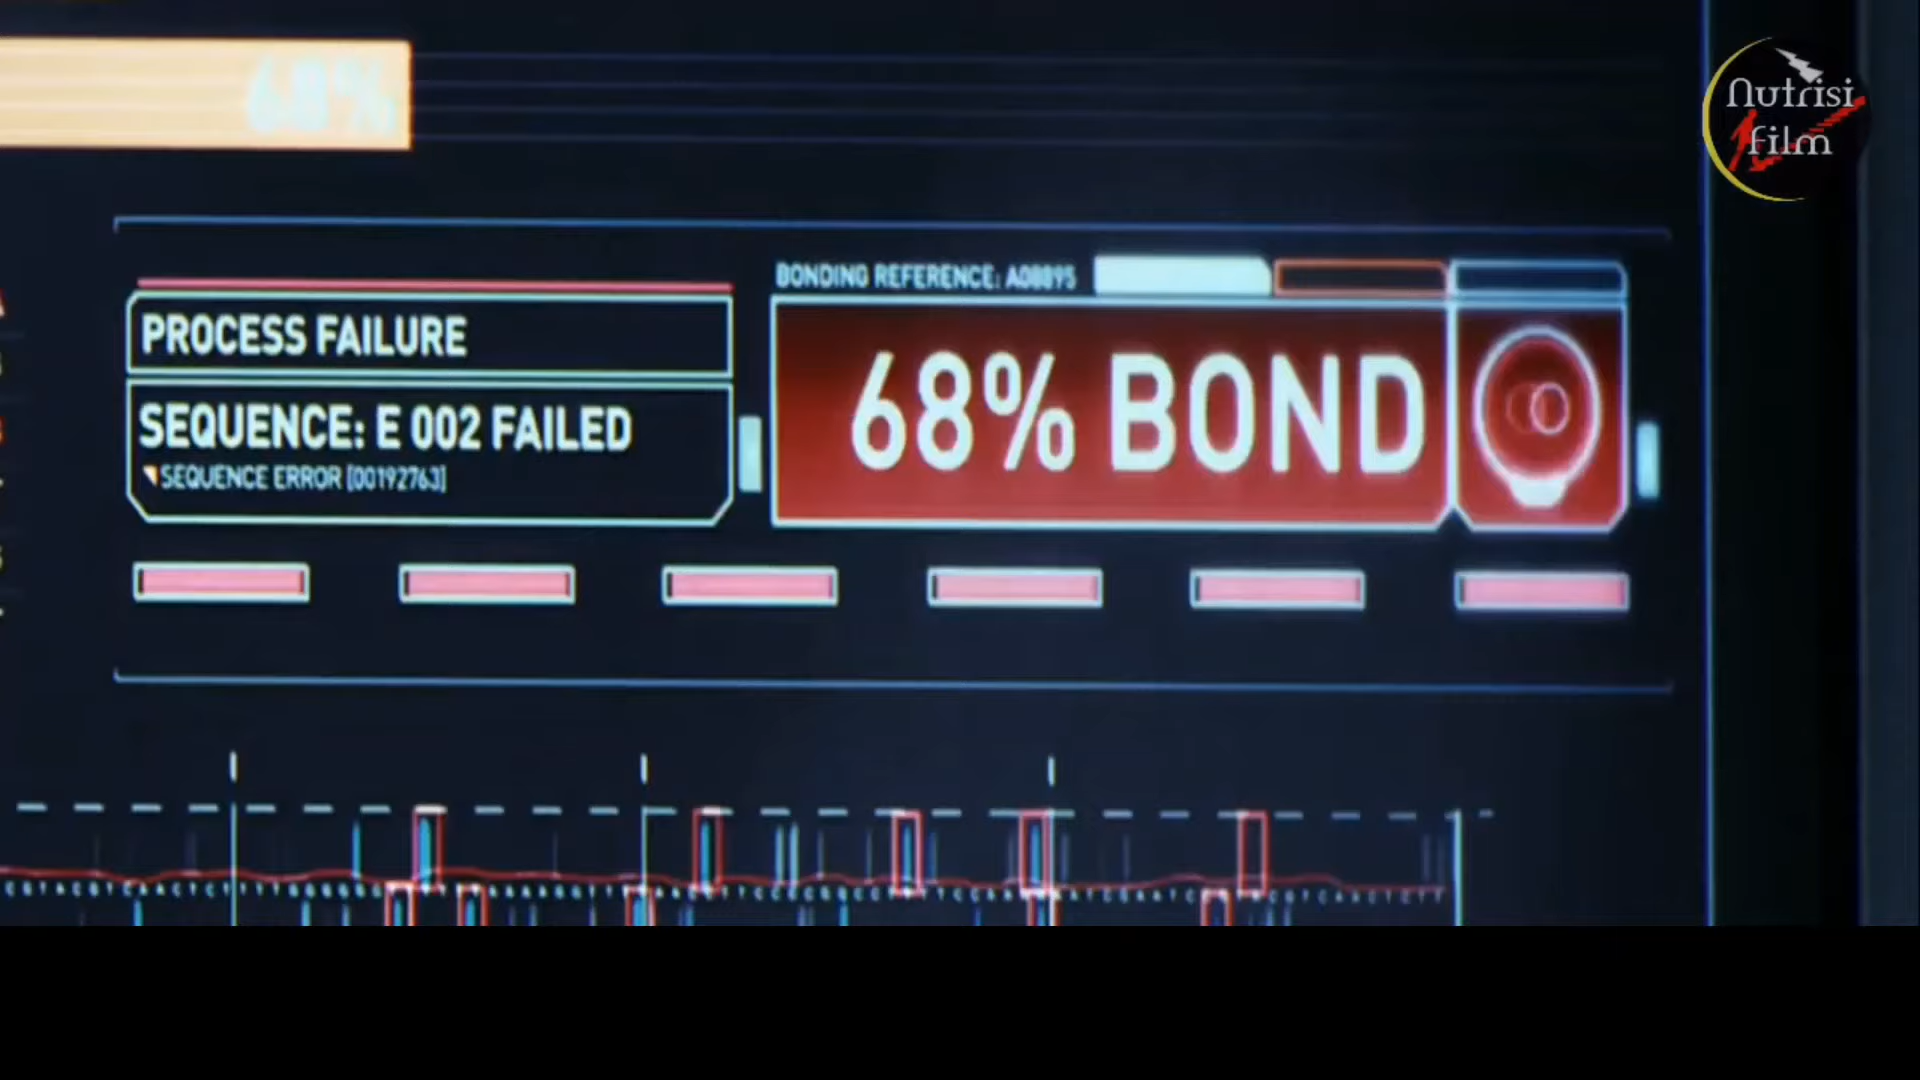 68%
Nutrisi
film
BONDING REFERENCE: A08895
PROCESS FAILURE
68% BOND
SEQUENCE: E 002 FAILED
SEQUENCE ERROR [00192763]